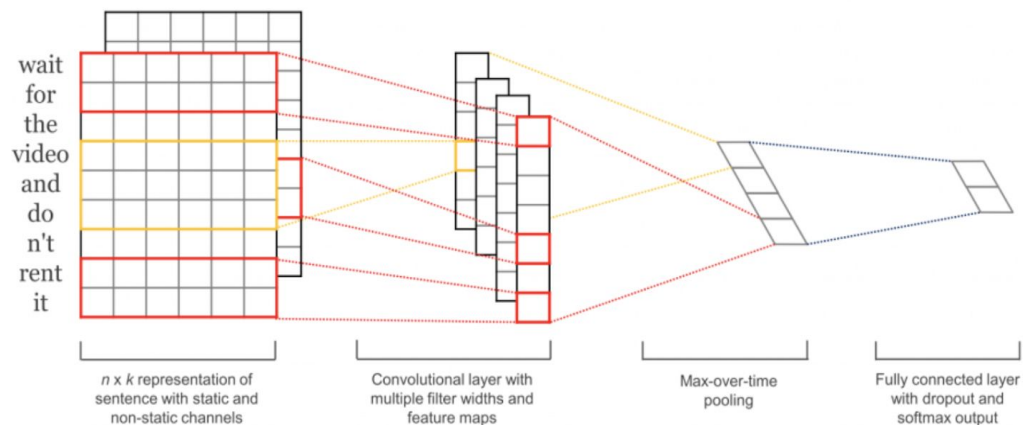 wait
for
the
video
and
do
n't
rent
it
n x k representation of
sentence with static and
non-static channels
Convolutional layer with
multiple filter widths and
feature maps
Max-over-time
pooling
Fully connected layer
with dropout and
softmax output